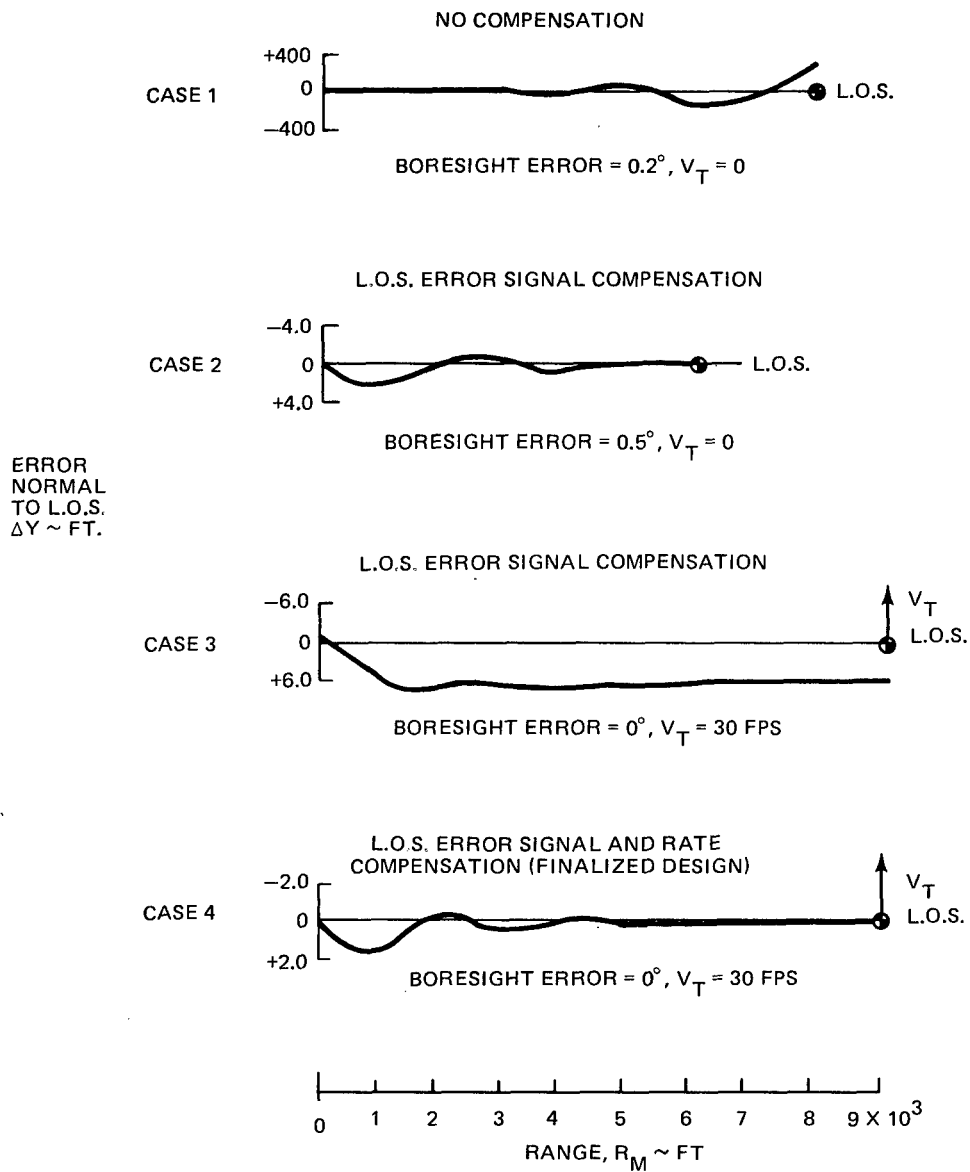 NO COMPENSATION
+400
CASE 1
0
L.O.S.
−400
BORESIGHT ERROR = 0.2°, V_T = 0
L.O.S. ERROR SIGNAL COMPENSATION
−4.0
CASE 2
0
L.O.S.
+4.0
BORESIGHT ERROR = 0.5°, V_T = 0
ERROR
NORMAL
TO L.O.S.
ΔY ~ FT.
L.O.S. ERROR SIGNAL COMPENSATION
−6.0
V_T
CASE 3
0
L.O.S.
+6.0
BORESIGHT ERROR = 0°, V_T = 30 FPS
L.O.S. ERROR SIGNAL AND RATE
COMPENSATION (FINALIZED DESIGN)
−2.0
V_T
CASE 4
0
L.O.S.
+2.0
BORESIGHT ERROR = 0°, V_T = 30 FPS
0 1 2 3 4 5 6 7 8 9 X 10³
RANGE, R_M ~ FT